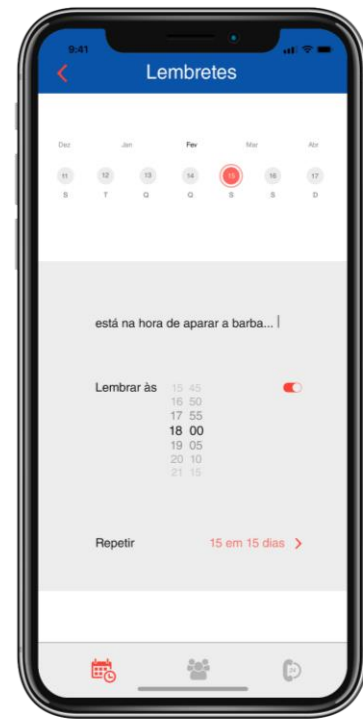 9:41
Lembretes
Dez Jan Fev Mar Abr
11 12 13 14 15 16 17
S T Q Q S S D
está na hora de aparar a barba...
Lembrar às
15 45
16 50
17 55
18 00
19 05
20 10
21 15
Repetir 15 em 15 dias
24